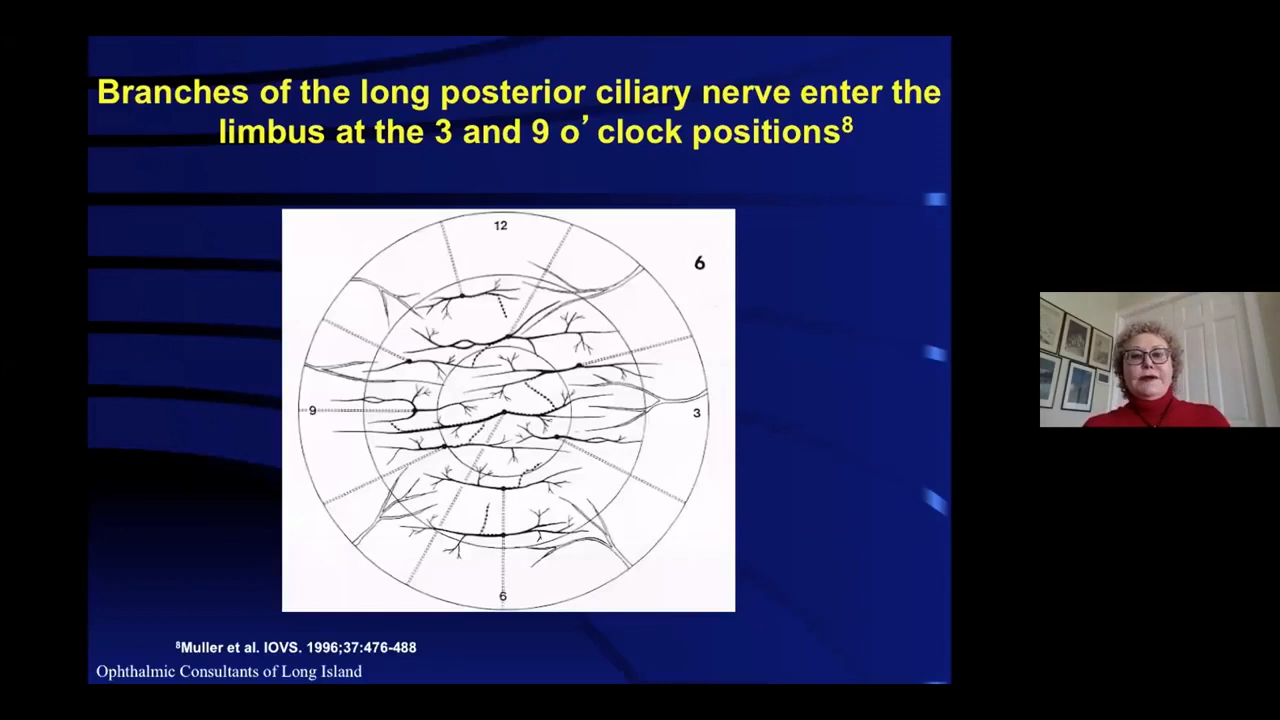 Branches of the long posterior ciliary nerve enter the
limbus at the 3 and 9 o’ clock positions8
12
6
9
3
6
8Muller et al. IOVS. 1996;37:476-488
Ophthalmic Consultants of Long Island